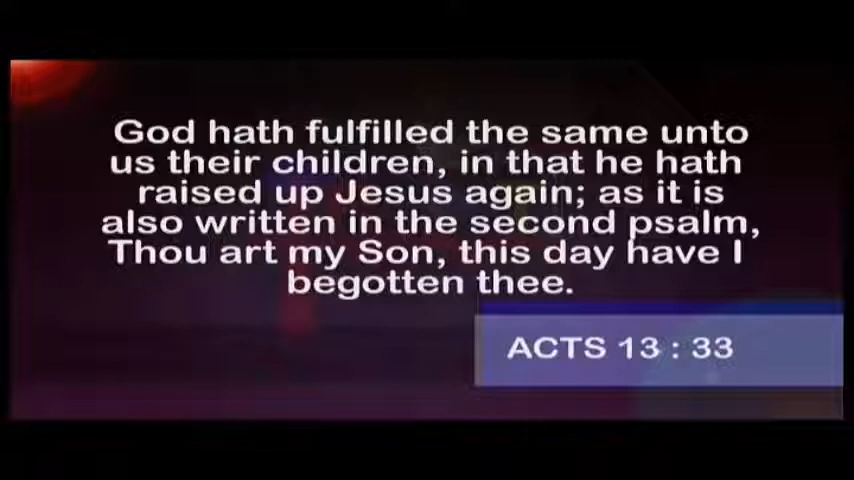 God hath fulfilled the same unto
us their children, in that he hath
raised up Jesus again; as it is
also written in the second psalm,
Thou art my Son, this day have I
begotten thee.
ACTS 13 : 33